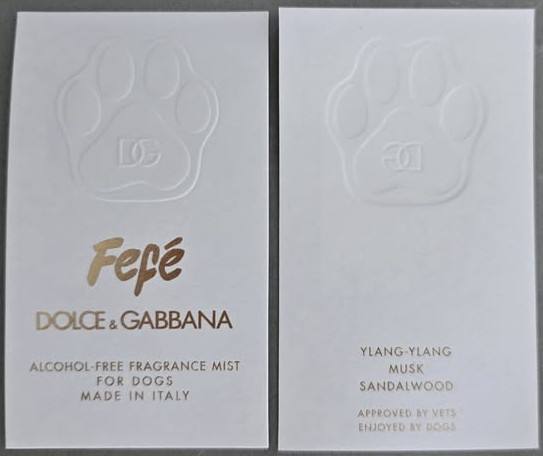 DG
Fefé
DOLCE & GABBANA
ALCOHOL-FREE FRAGRANCE MIST
FOR DOGS
MADE IN ITALY
DG
YLANG-YLANG
MUSK
SANDALWOOD
APPROVED BY VETS
ENJOYED BY DOGS